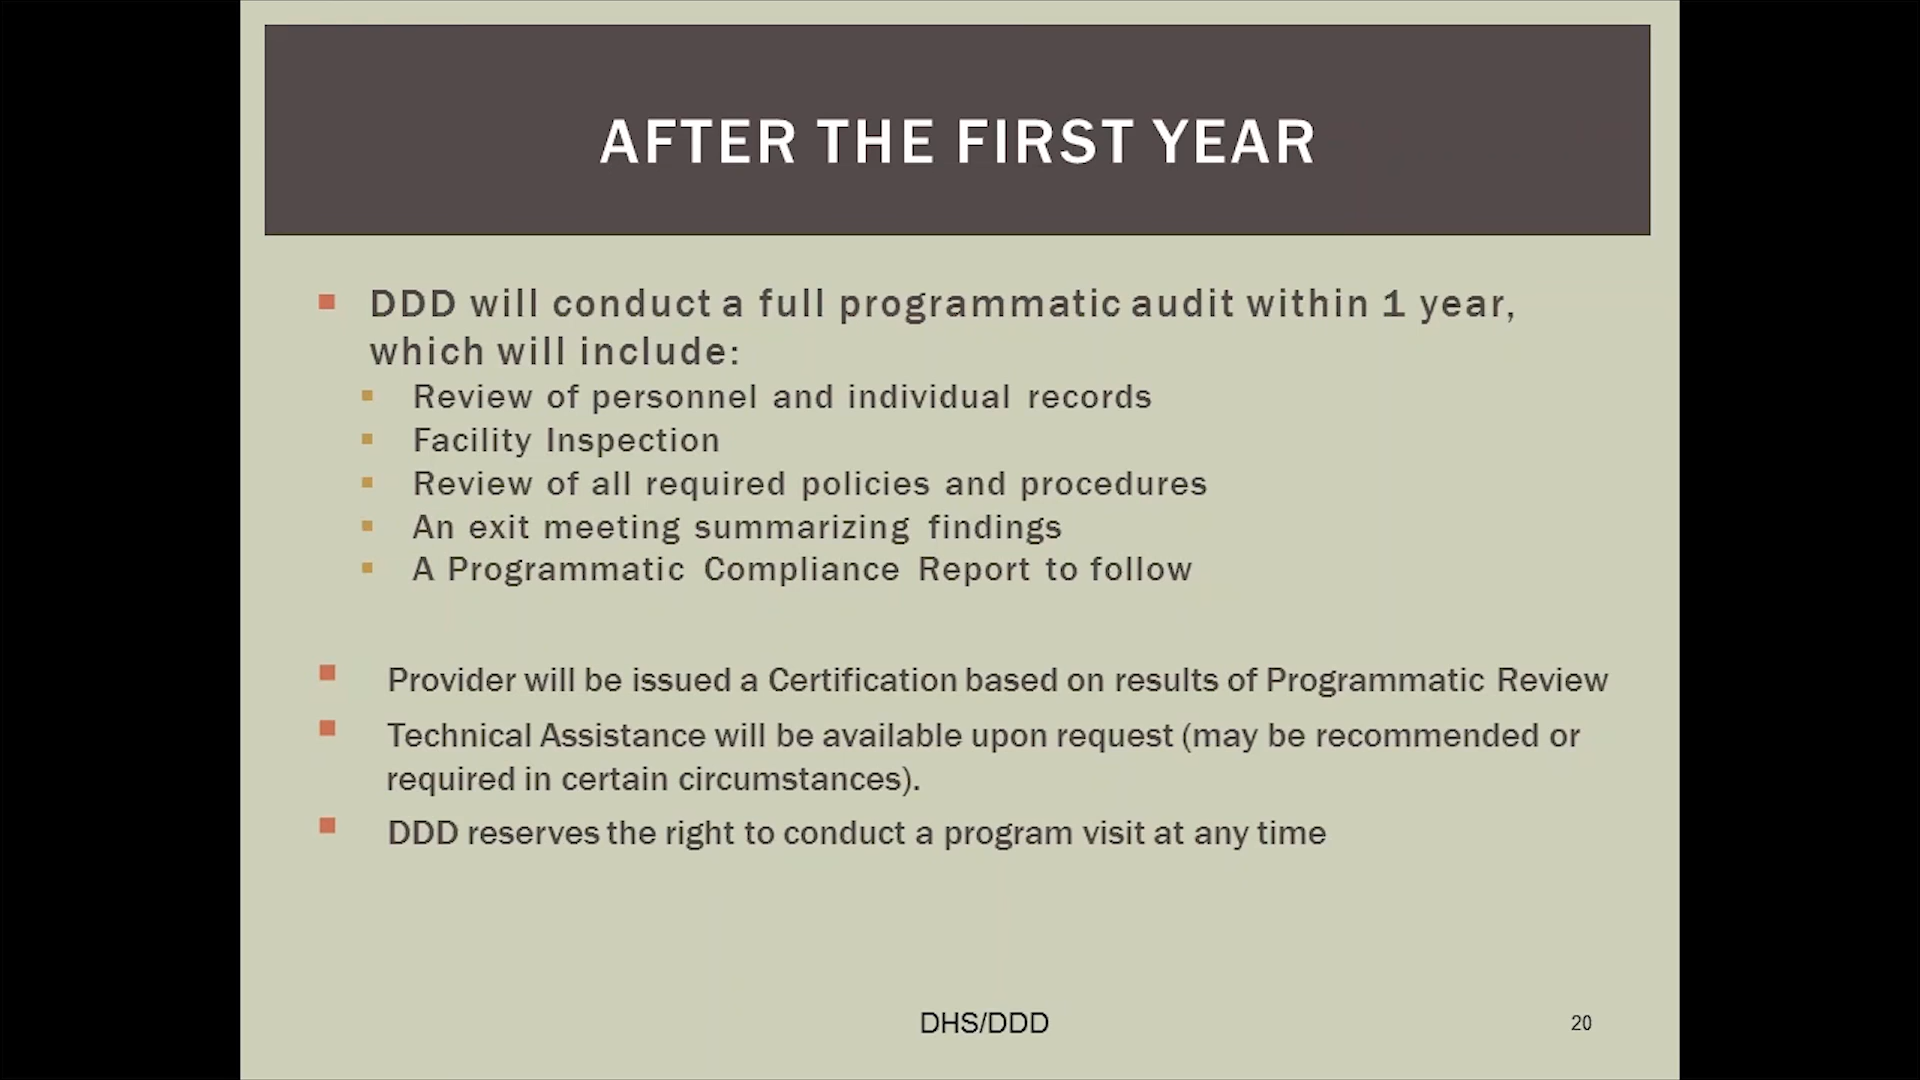 AFTER THE FIRST YEAR
DDD will conduct a full programmatic audit within 1 year,
which will include:
Review of personnel and individual records
Facility Inspection
Review of all required policies and procedures
An exit meeting summarizing findings
A Programmatic Compliance Report to follow
Provider will be issued a Certification based on results of Programmatic Review
Technical Assistance will be available upon request (may be recommended or
required in certain circumstances).
DDD reserves the right to conduct a program visit at any time
DHS/DDD
20